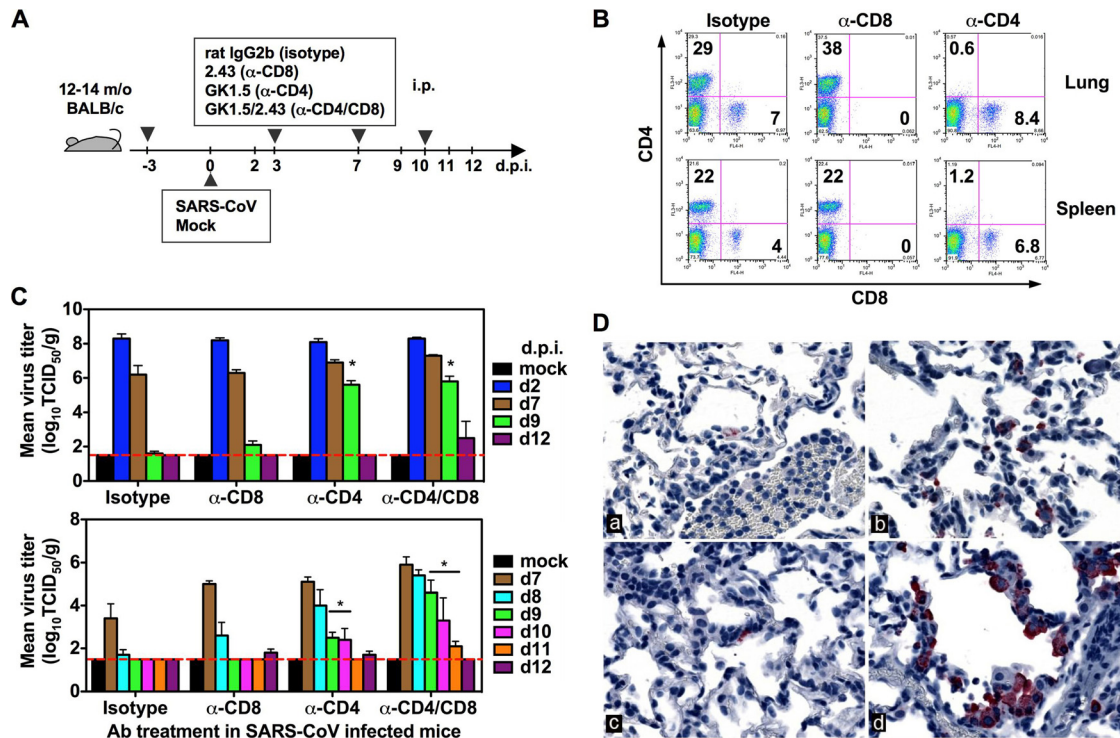 A
12-14 m/o
BALB/c
rat IgG2b (isotype)
2.43 (α-CD8)
GK1.5 (α-CD4)
GK1.5/2.43 (α-CD4/CD8)
i.p.
-3 0 2 3 7 9 10 11 12 d.p.i.
SARS-CoV
Mock
B
Isotype α-CD8 α-CD4
29 38 0.6
7 0 8.4
Lung
22 22 1.2
4 0 6.8
Spleen
CD4
CD8
C
Mean virus titer
(log10 TCID50/g)
10
8
6
4
2
0
* *
d.p.i.
mock
d2
d7
d9
d12
Isotype α-CD8 α-CD4 α-CD4/CD8
Mean virus titer
(log10 TCID50/g)
8
6
4
2
0
* *
mock
d7
d8
d9
d10
d11
d12
Isotype α-CD8 α-CD4 α-CD4/CD8
Ab treatment in SARS-CoV infected mice
D
a b
c d